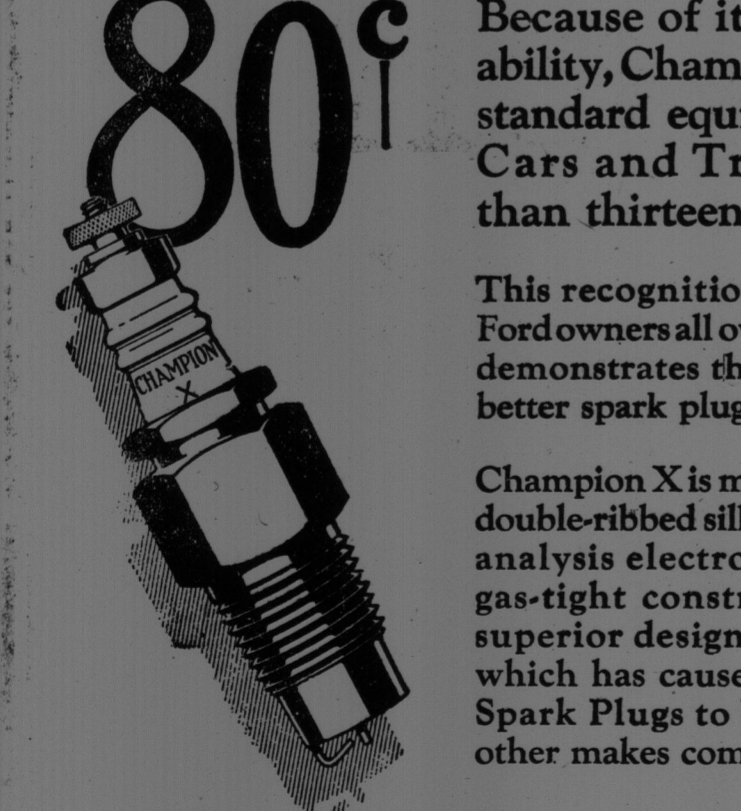 80¢
CHAMPION
X
Because of it
ability, Cham
standard equi
Cars and Tr
than thirteen
This recognitio
Ford owners all ov
demonstrates th
better spark plug
Champion X is m
double-ribbed sill
analysis electro
gas-tight constr
superior design
which has cause
Spark Plugs to
other makes com